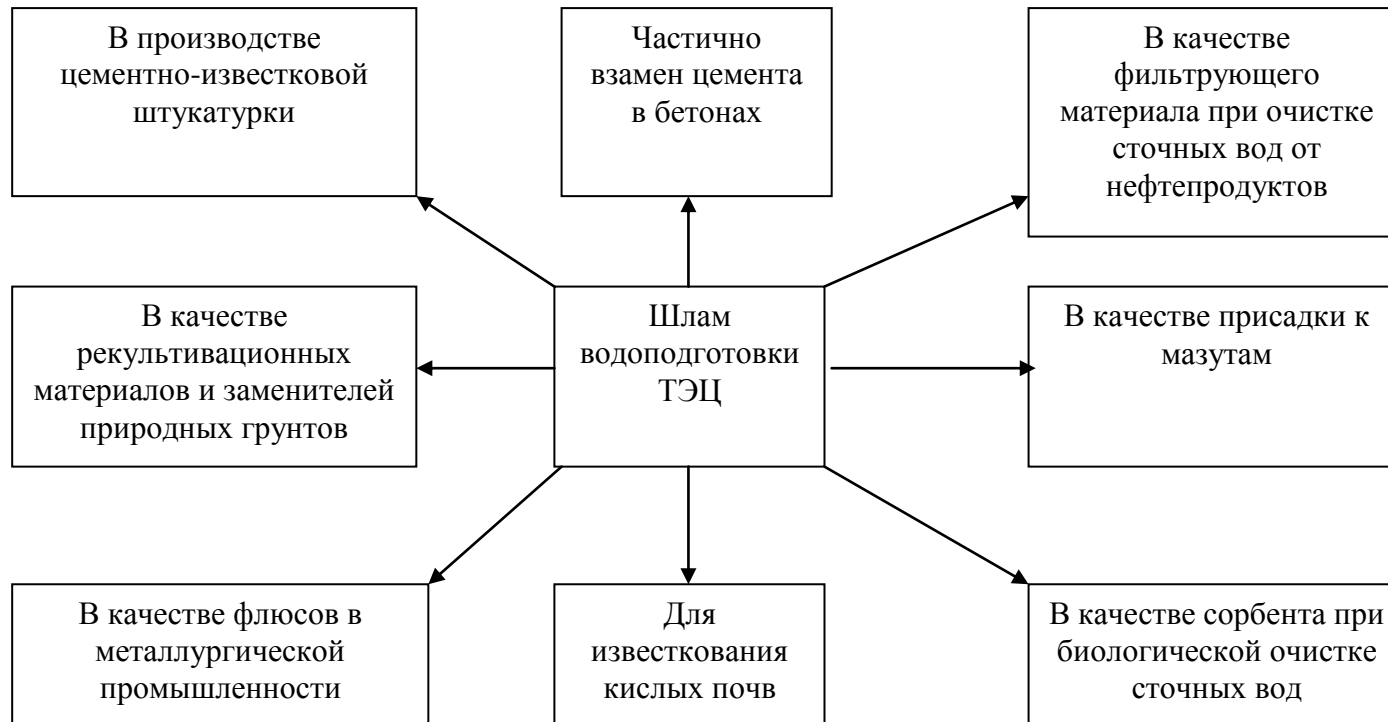 В производстве
цементно-известковой
штукатурки
Частично
взамен цемента
в бетонах
В качестве
фильтрующего
материала при очистке
сточных вод от
нефтепродуктов
В качестве
рекультивационных
материалов и заменителей
природных грунтов
Шлам
водоподготовки
ТЭЦ
В качестве присадки к
мазутам
В качестве флюсов в
металлургической
промышленности
Для
известкования
кислых почв
В качестве сорбента при
биологической очистке
сточных вод